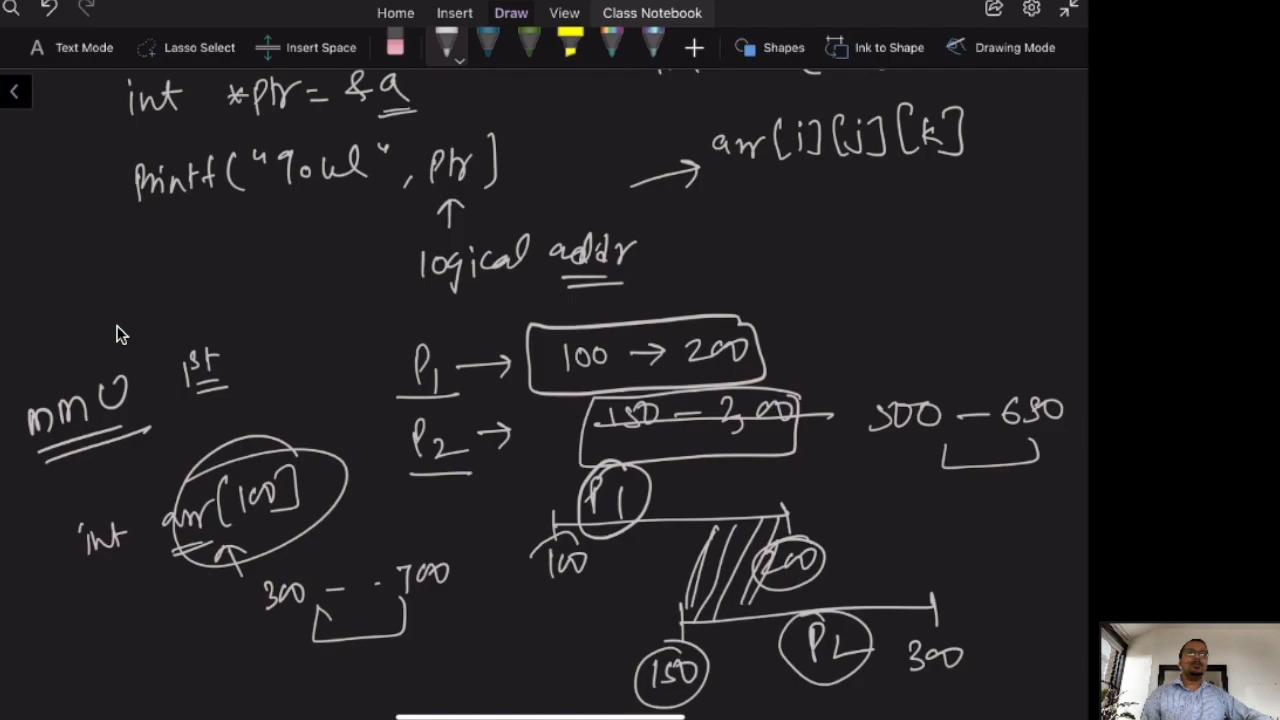 Home Insert Draw View Class Notebook
A Text Mode Lasso Select Insert Space + Shapes Ink to Shape Drawing Mode
int *ptr = &a
printf(" ", ptr]
arr[i][j][k]
logical addr
1st
P1 → 100 → 200
MMU
P2 → 150 - 300 500 - 650
int arr[100]
P1
100 200
300 - - 700
P2
150 300